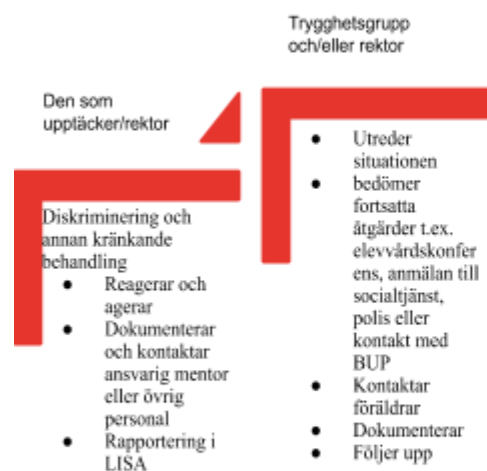 Den som
upptäcker/rektor
Diskriminering och
annan kränkande
behandling
● Reagerar och
agerar
● Dokumenterar
och kontaktar
ansvarig mentor
eller övrig
personal
● Rapportering i
LISA
Trygghetsgrupp
och/eller rektor
● Utreder
situationen
● bedömer
fortsatta
åtgärder t.ex.
elevvårdskonfer
ens, anmälan till
socialtjänst,
polis eller
kontakt med
BUP
● Kontaktar
föräldrar
● Dokumenterar
● Följer upp